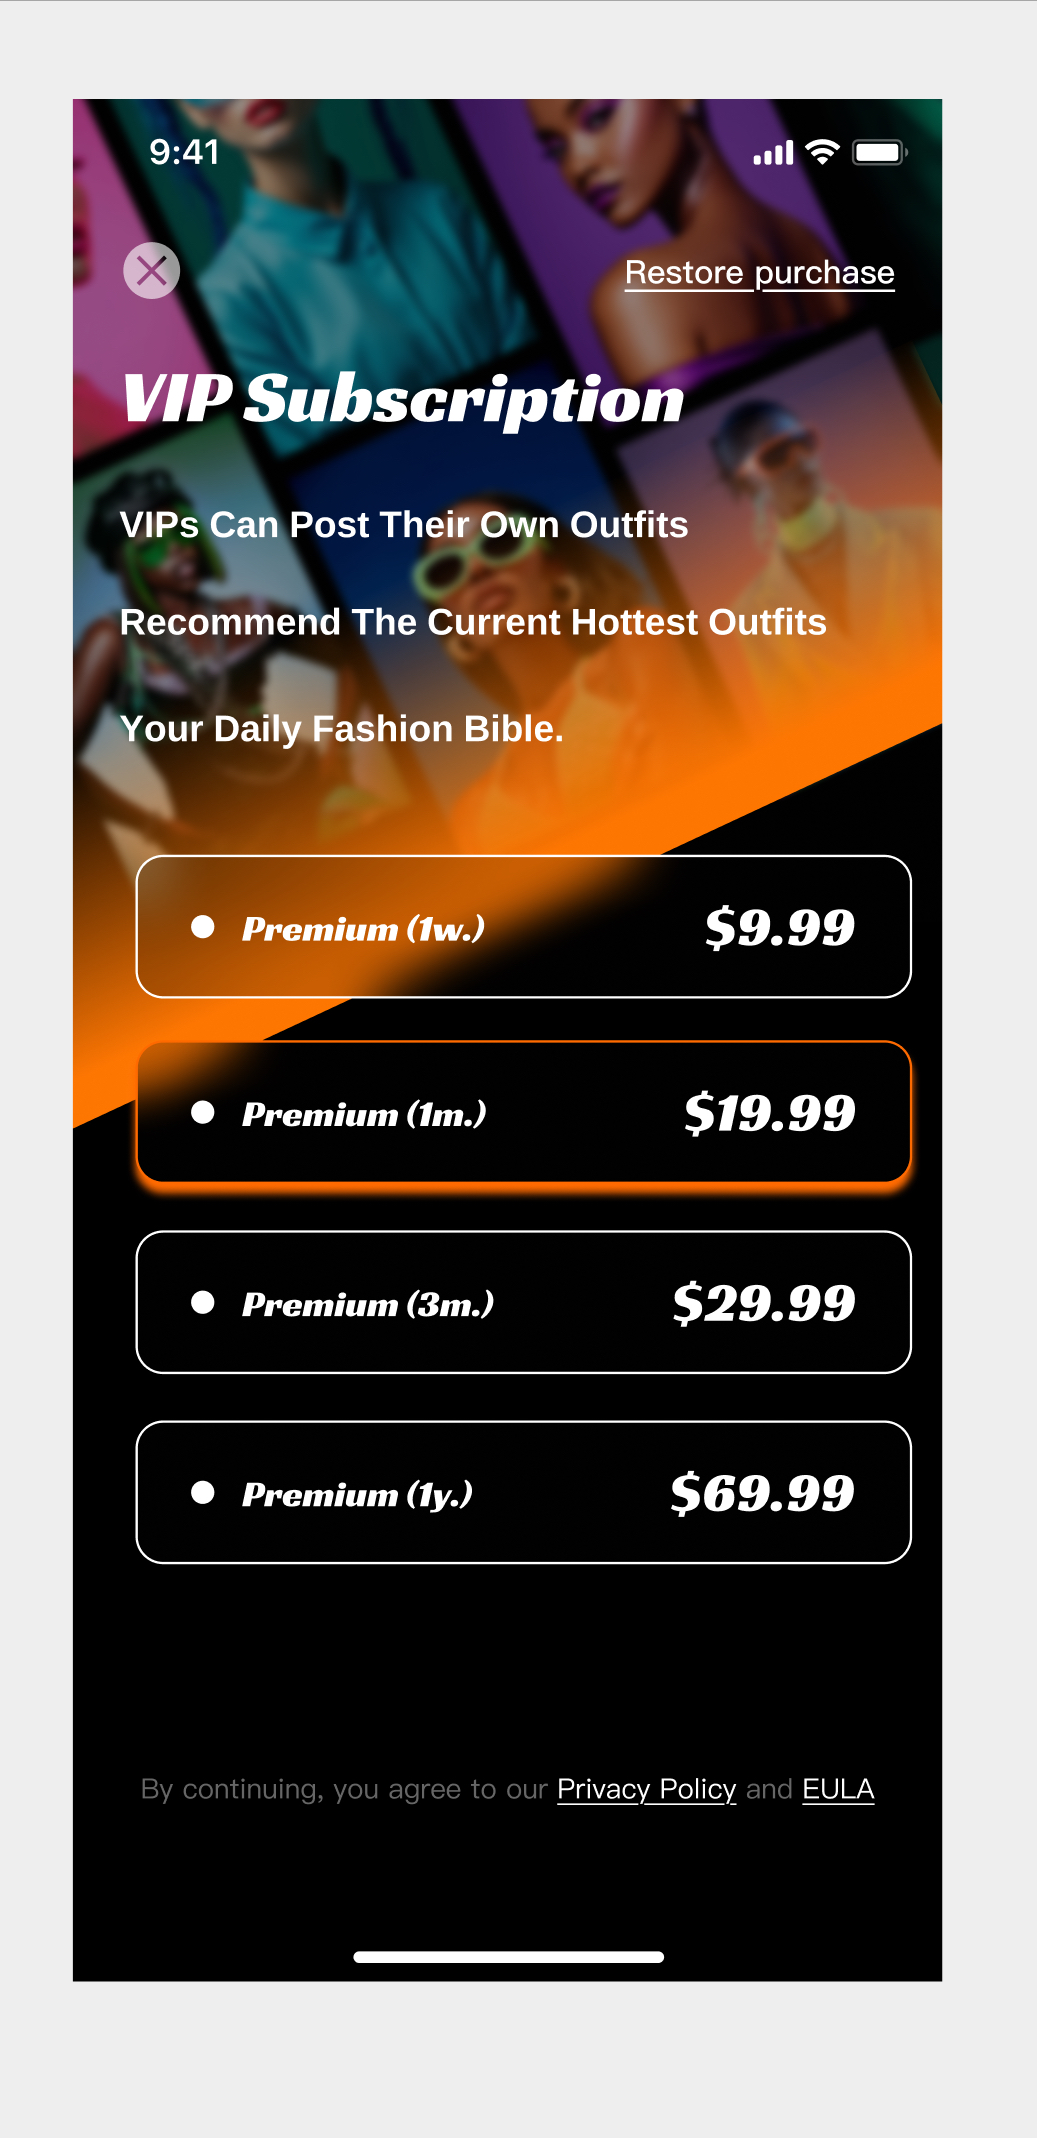 9:41
Restore purchase
VIP Subscription
VIPs Can Post Their Own Outfits
Recommend The Current Hottest Outfits
Your Daily Fashion Bible.
Premium (1w.) $9.99
Premium (1m.) $19.99
Premium (3m.) $29.99
Premium (1y.) $69.99
By continuing, you agree to our Privacy Policy and EULA